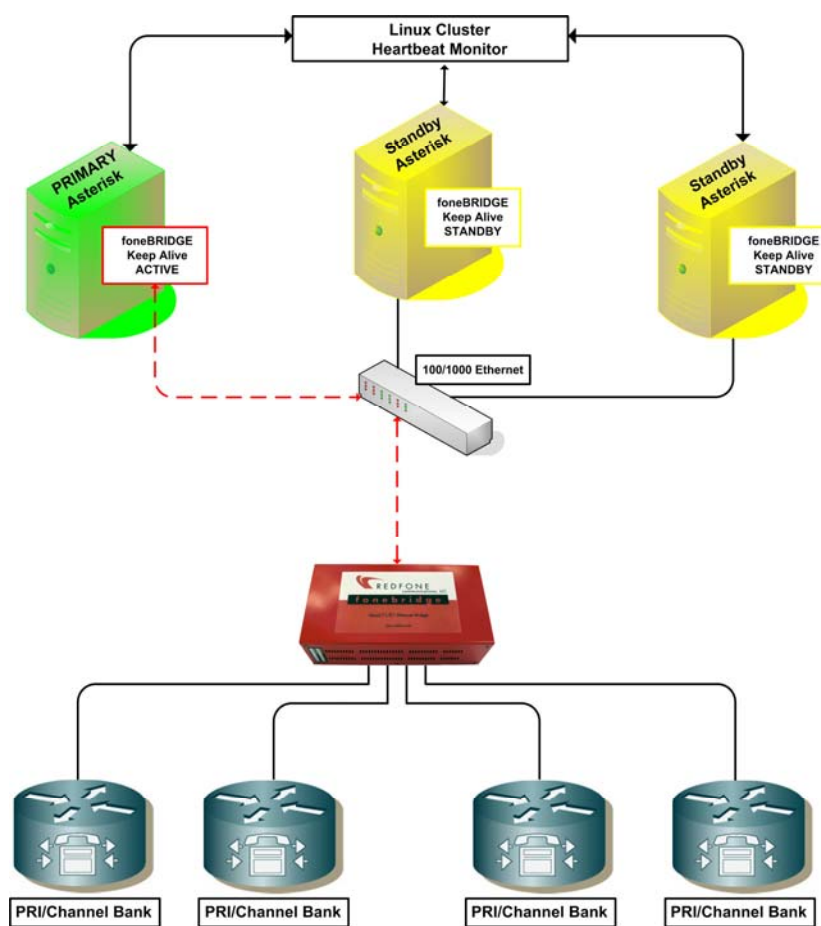 Linux Cluster
Heartbeat Monitor
PRIMARY
Asterisk
foneBRIDGE
Keep Alive
ACTIVE
Standby
Asterisk
foneBRIDGE
Keep Alive
STANDBY
Standby
Asterisk
foneBRIDGE
Keep Alive
STANDBY
100/1000 Ethernet
REDFONE
fonebridge
PRI/Channel Bank
PRI/Channel Bank
PRI/Channel Bank
PRI/Channel Bank